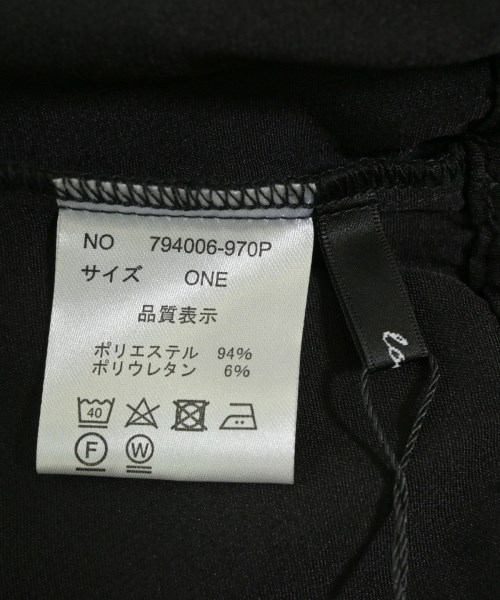 NO 794006-970P
サイズ ONE
品質表示
ポリエステル 94%
ポリウレタン 6%
40
F W